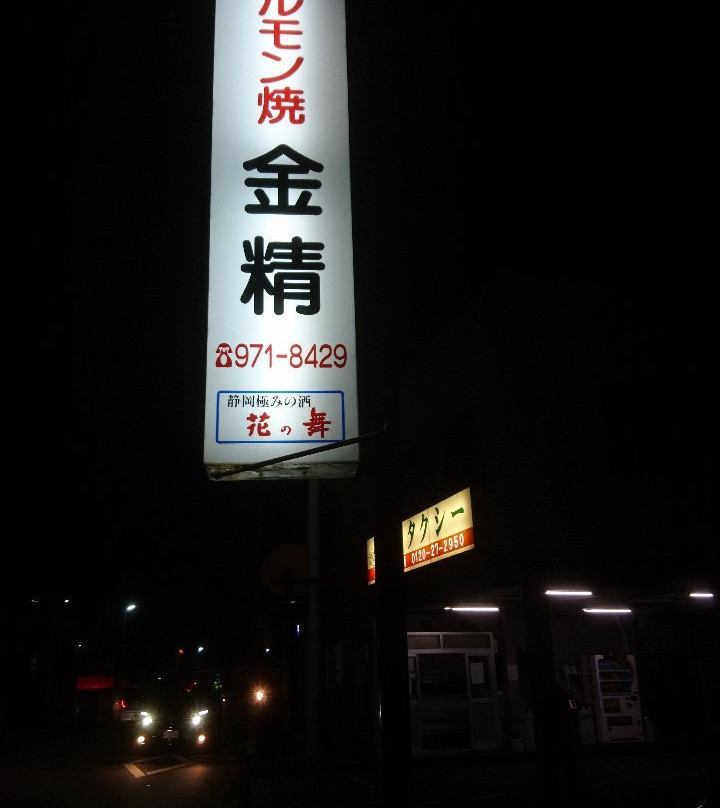 ルモン焼
金精
☎971-8429
静岡極みの酒
花の舞
タクシー
0120-27-2950